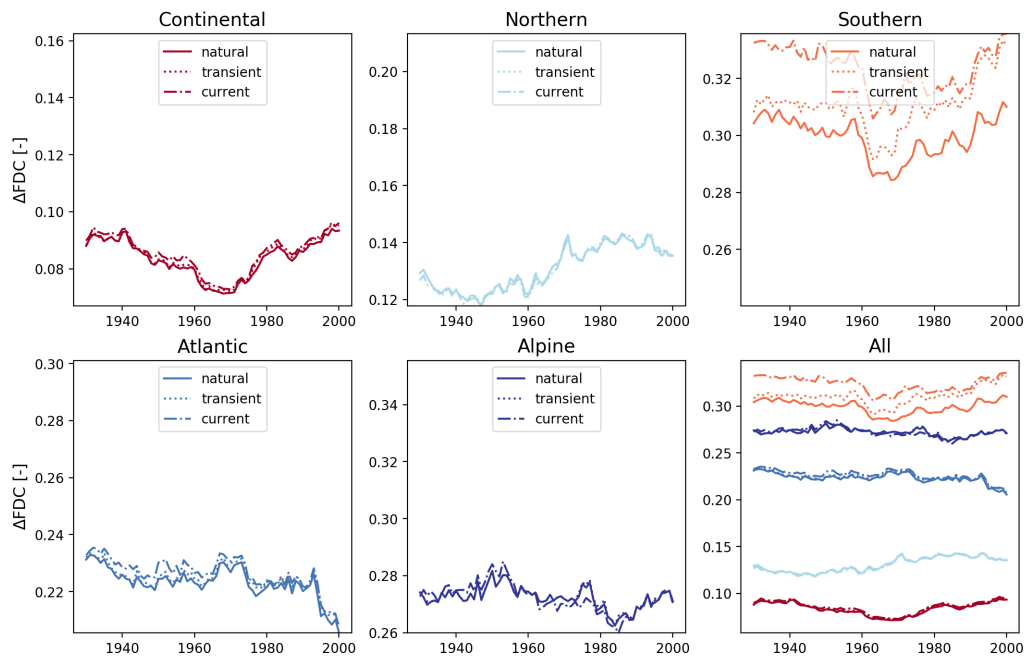 Continental
Northern
Southern
0.16
0.14
0.12
0.10
0.08
ΔFDC [-]
natural
transient
current
1940
1960
1980
2000
0.20
0.18
0.16
0.14
0.12
natural
transient
current
1940
1960
1980
2000
0.32
0.30
0.28
0.26
natural
transient
current
1940
1960
1980
2000
Atlantic
Alpine
All
0.30
0.28
0.26
0.24
0.22
ΔFDC [-]
natural
transient
current
1940
1960
1980
2000
0.34
0.32
0.30
0.28
0.26
natural
transient
current
1940
1960
1980
2000
0.30
0.25
0.20
0.15
0.10
1940
1960
1980
2000